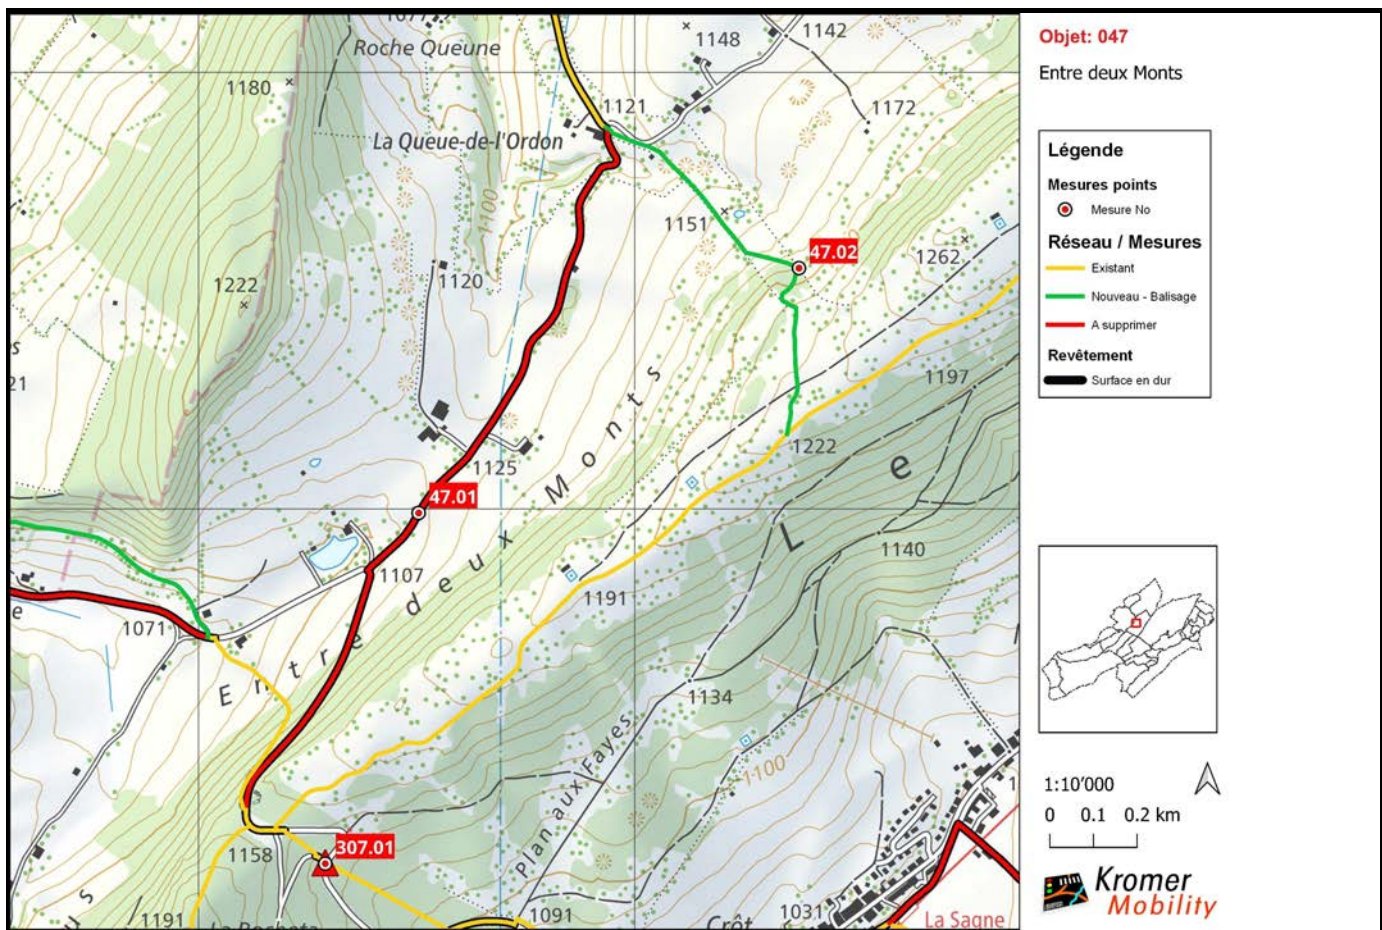 1148
1142
Roche Queune
1180
1172
1121
La Queue-de-l'Ordon
1100
1151
47.02
1262
1222
1120
1197
1222
1125
47.01
Entre deux Monts
L e
1107
1140
1191
1071
1134
Plan aux Fayes
1100
1158
307.01
1191
1091
Crêt
1031
La Sagne
Objet: 047
Entre deux Monts
Légende
Mesures points
Mesure No
Réseau / Mesures
Existant
Nouveau - Balisage
A supprimer
Revêtement
Surface en dur
1:10'000
0 0.1 0.2 km
Kromer
Mobility